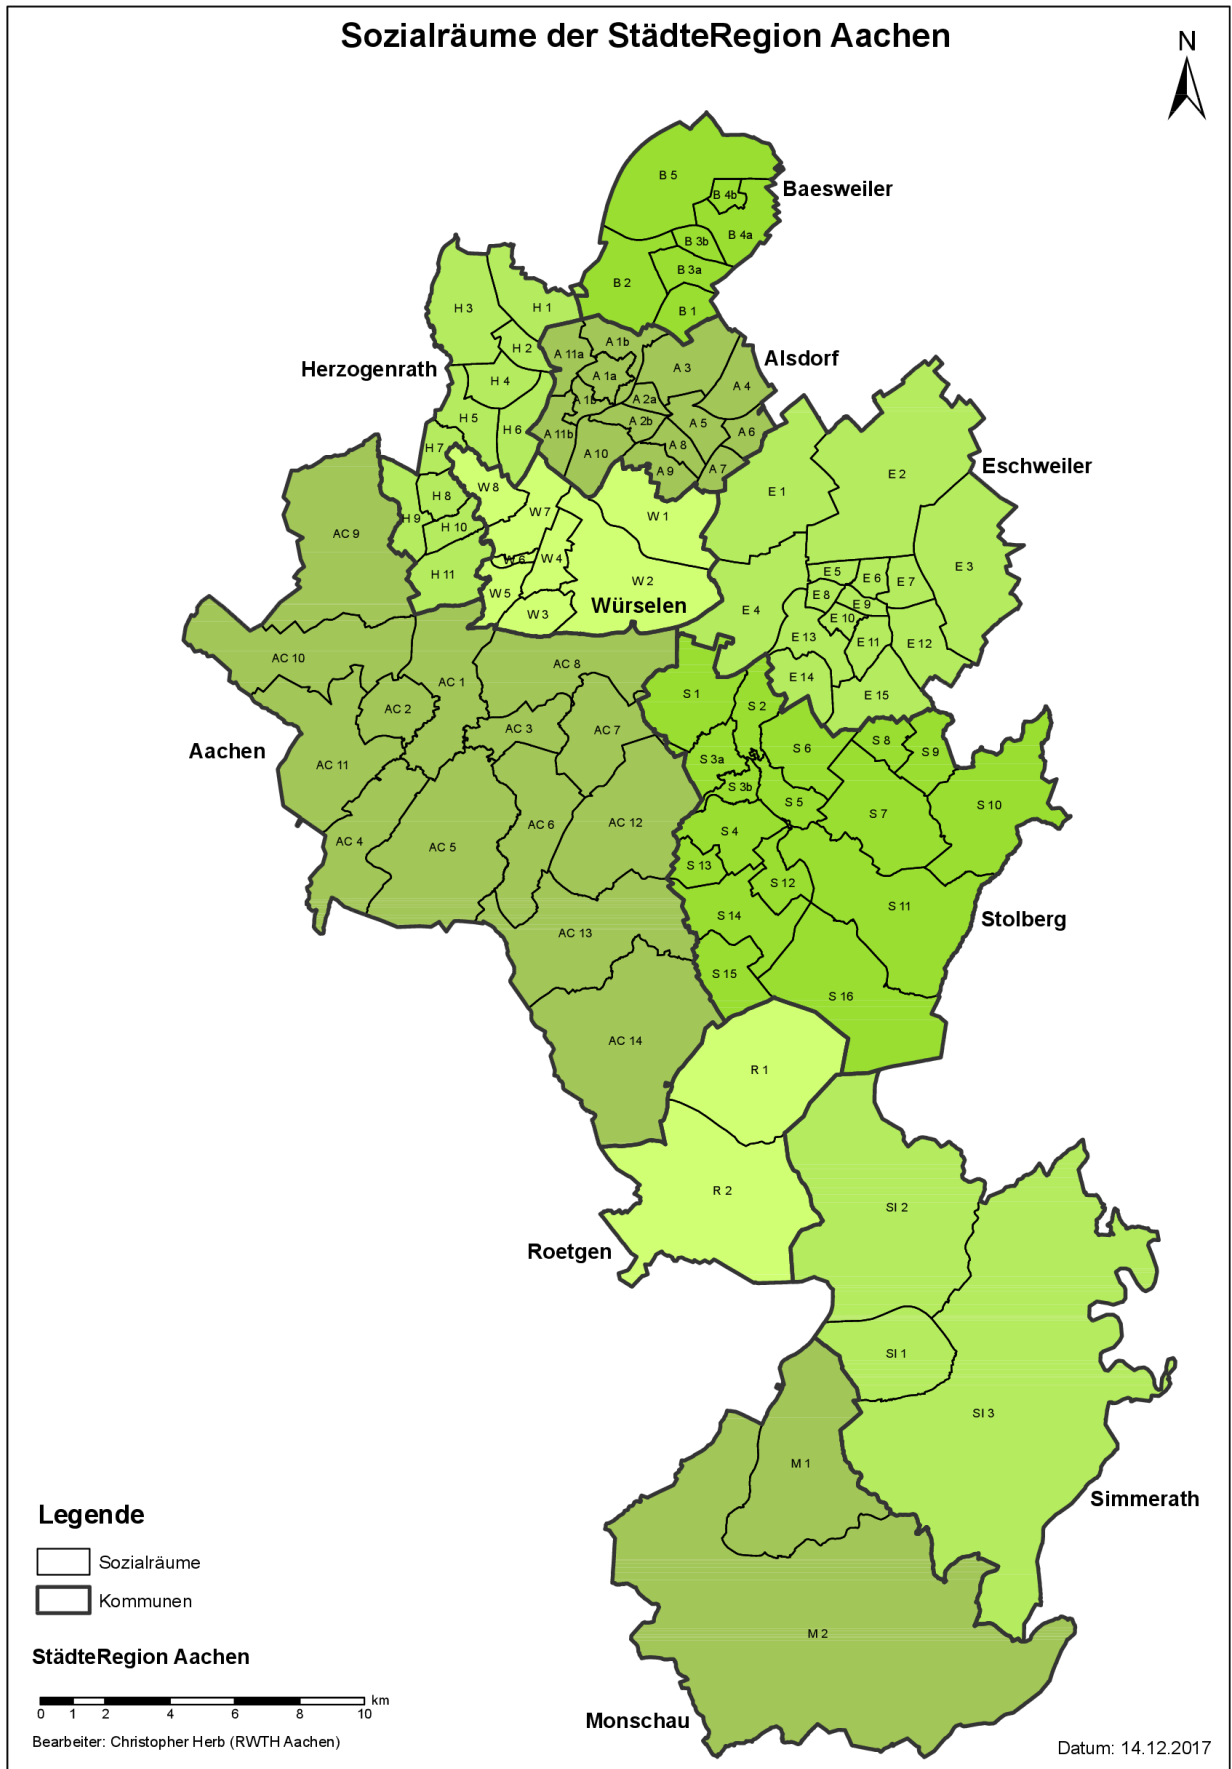 Sozialräume der StädteRegion Aachen
N
B 5
Baesweiler
B 4b
B 4a
B 3b
B 3a
B 2
B 1
H 3
H 1
H 2
Herzogenrath
H 4
H 5
H 6
H 7
H 8
H 9
H 10
H 11
A 11a
A 1b
A 1a
A 3
Alsdorf
A 4
A 1b
A 2a
A 2b
A 5
A 6
A 11b
A 10
A 8
A 9
A 7
W 8
W 7
W 1
W 6
W 4
W 2
W 5
W 3
Würselen
E 1
E 2
Eschweiler
E 3
E 4
E 5
E 6
E 7
E 8
E 9
E 10
E 11
E 12
E 13
E 14
E 15
AC 9
AC 10
AC 1
AC 8
AC 2
AC 3
AC 7
Aachen
AC 11
AC 4
AC 5
AC 6
AC 12
AC 13
AC 14
S 1
S 2
S 3a
S 3b
S 6
S 8
S 9
S 5
S 7
S 10
S 4
S 13
S 12
S 11
S 14
Stolberg
S 15
S 16
R 1
R 2
Roetgen
SI 2
SI 1
SI 3
Simmerath
M 1
M 2
Monschau
Legende
Sozialräume
Kommunen
StädteRegion Aachen
km
0 1 2 4 6 8 10
Bearbeiter: Christopher Herb (RWTH Aachen)
Datum: 14.12.2017